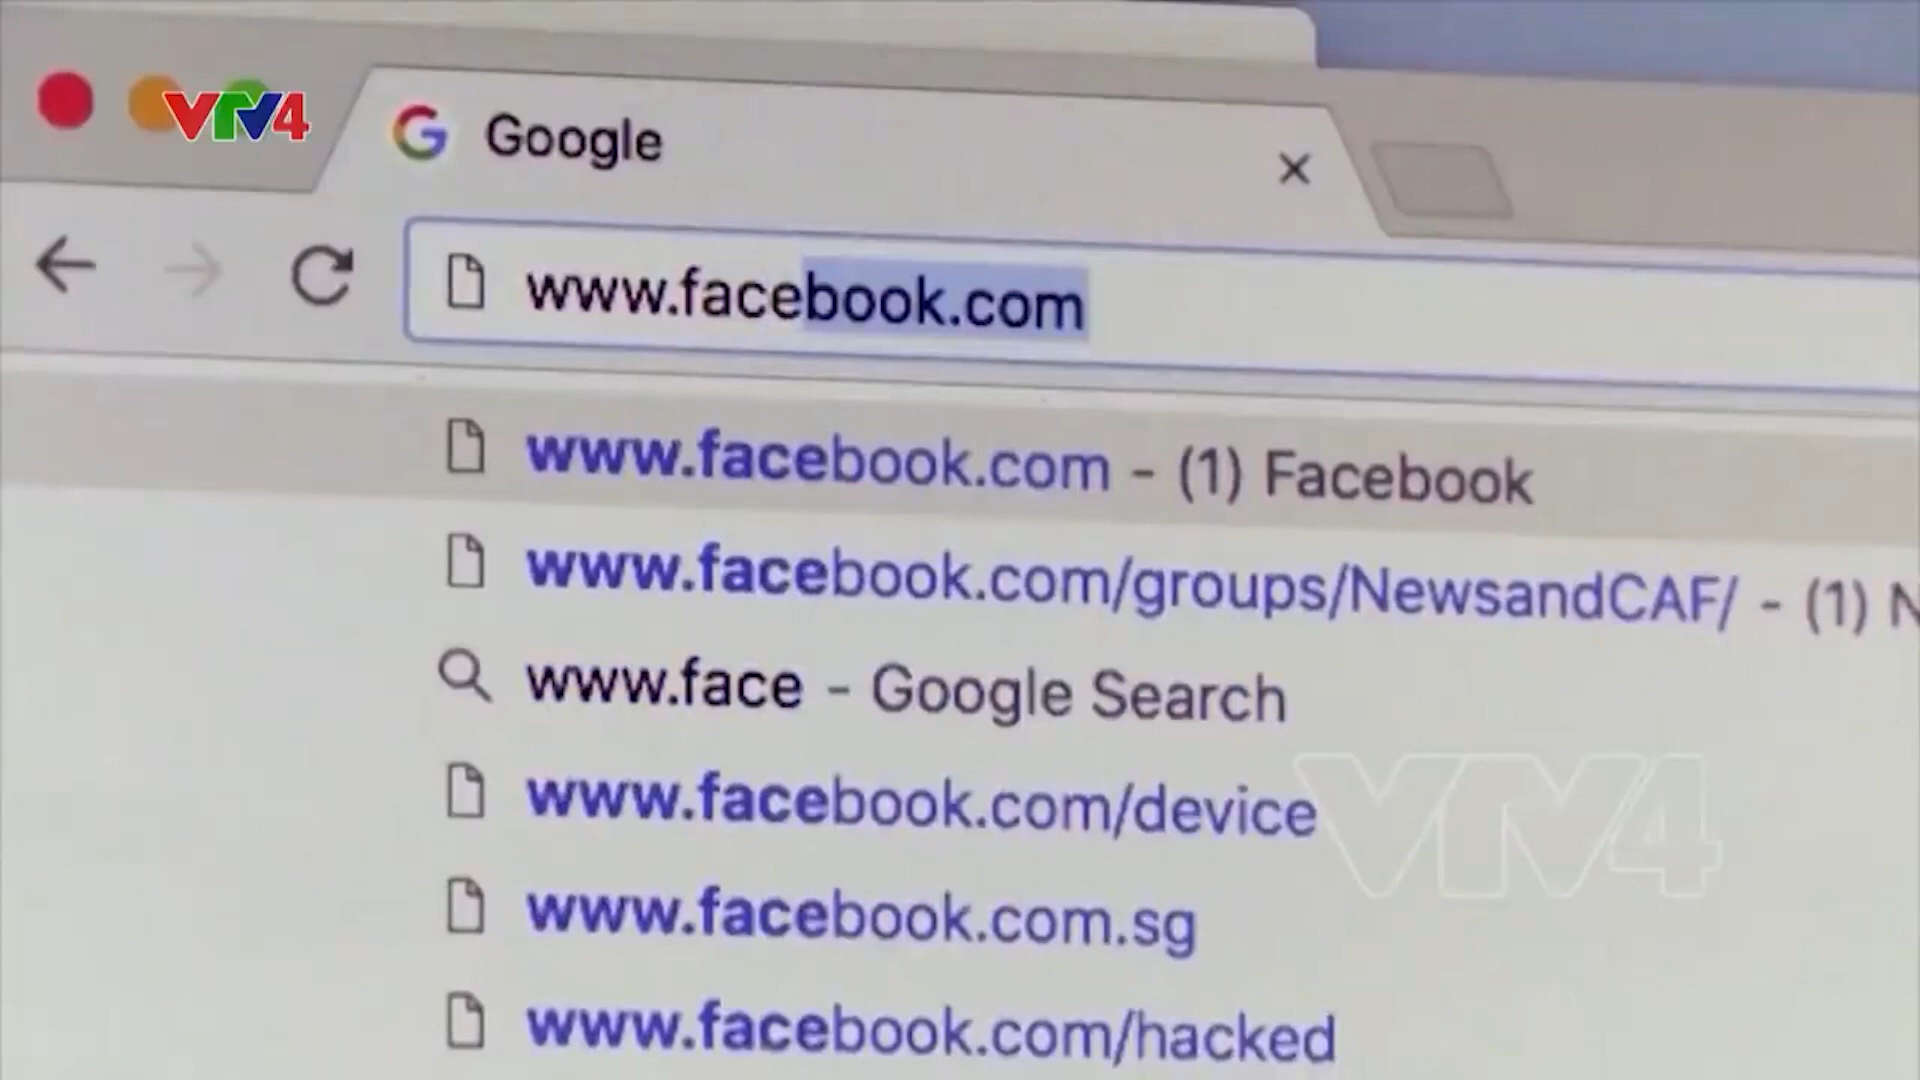 VTV4
Google
www.facebook.com
www.facebook.com - (1) Facebook
www.facebook.com/groups/NewsandCAF/ - (1) N
www.face - Google Search
www.facebook.com/device
VTV4
www.facebook.com.sg
www.facebook.com/hacked